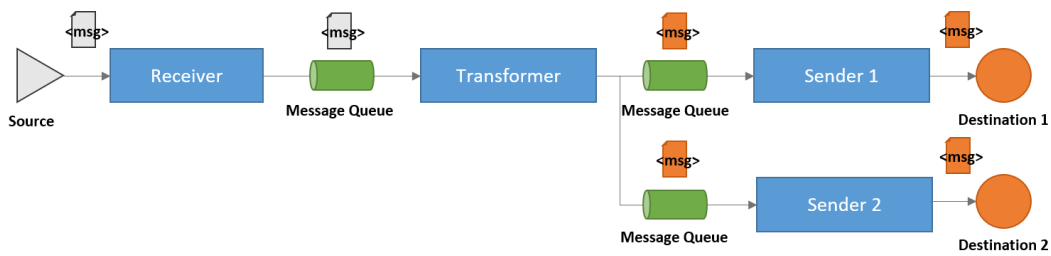 <msg>
<msg>
<msg>
<msg>
Receiver
Transformer
Sender 1
Source
Message Queue
Message Queue
Destination 1
<msg>
<msg>
Sender 2
Message Queue
Destination 2